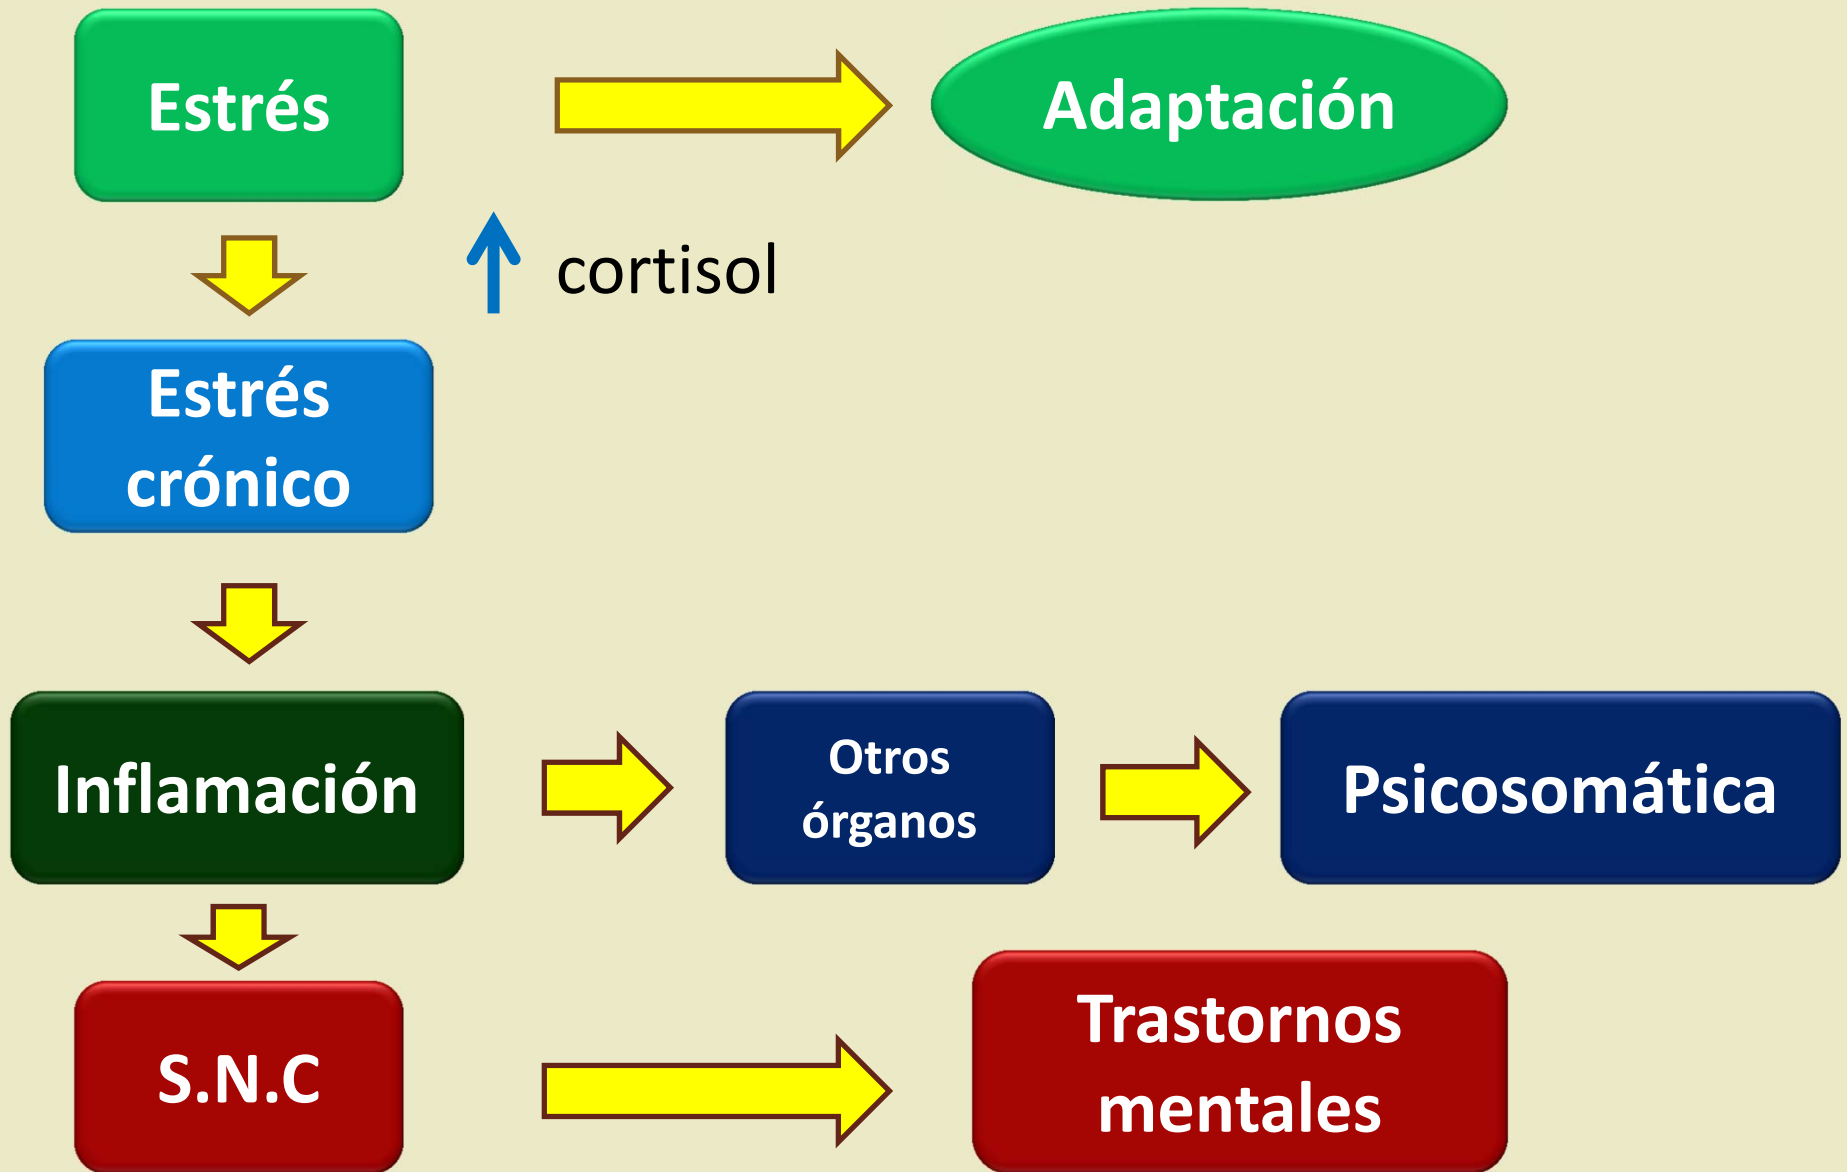 Estrés
Adaptación
cortisol
Estrés
crónico
Inflamación
Otros
órganos
Psicosomática
S.N.C
Trastornos
mentales